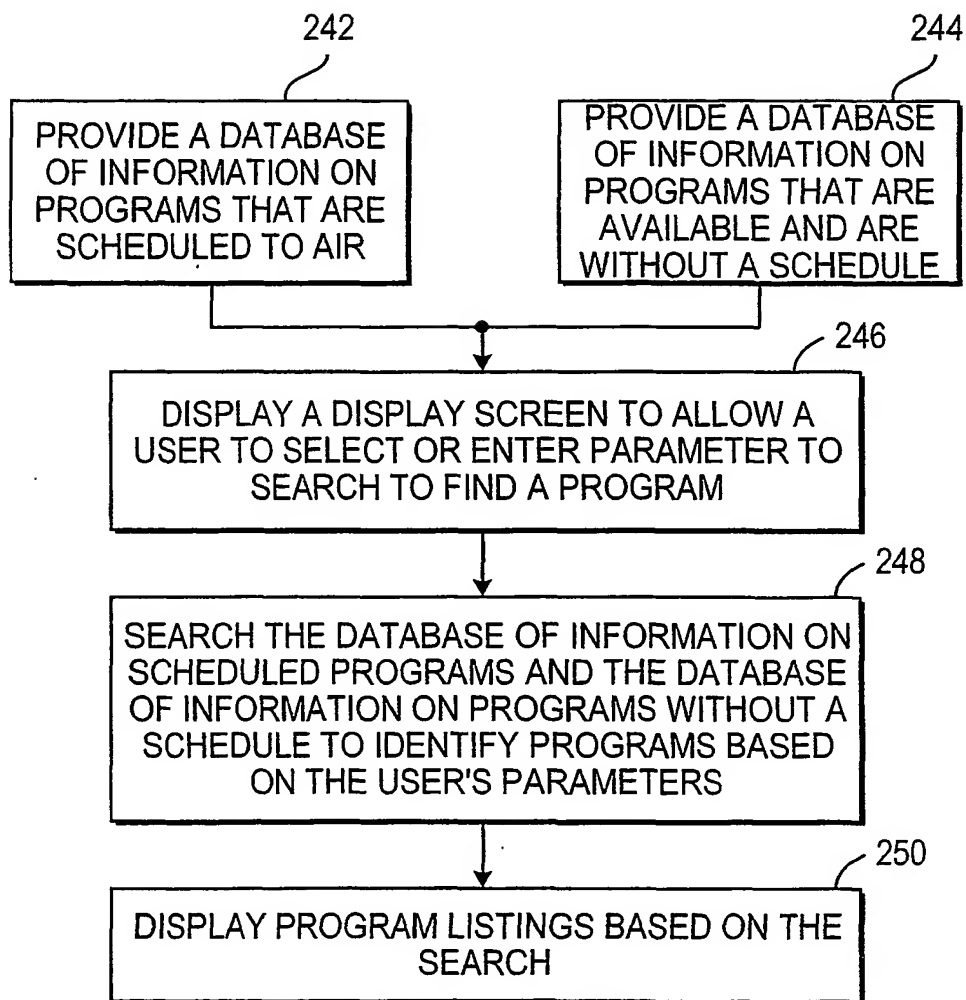 242
244
PROVIDE A DATABASE
OF INFORMATION ON
PROGRAMS THAT ARE
SCHEDULED TO AIR
PROVIDE A DATABASE
OF INFORMATION ON
PROGRAMS THAT ARE
AVAILABLE AND ARE
WITHOUT A SCHEDULE
246
DISPLAY A DISPLAY SCREEN TO ALLOW A
USER TO SELECT OR ENTER PARAMETER TO
SEARCH TO FIND A PROGRAM
248
SEARCH THE DATABASE OF INFORMATION ON
SCHEDULED PROGRAMS AND THE DATABASE
OF INFORMATION ON PROGRAMS WITHOUT A
SCHEDULE TO IDENTIFY PROGRAMS BASED
ON THE USER'S PARAMETERS
250
DISPLAY PROGRAM LISTINGS BASED ON THE
SEARCH